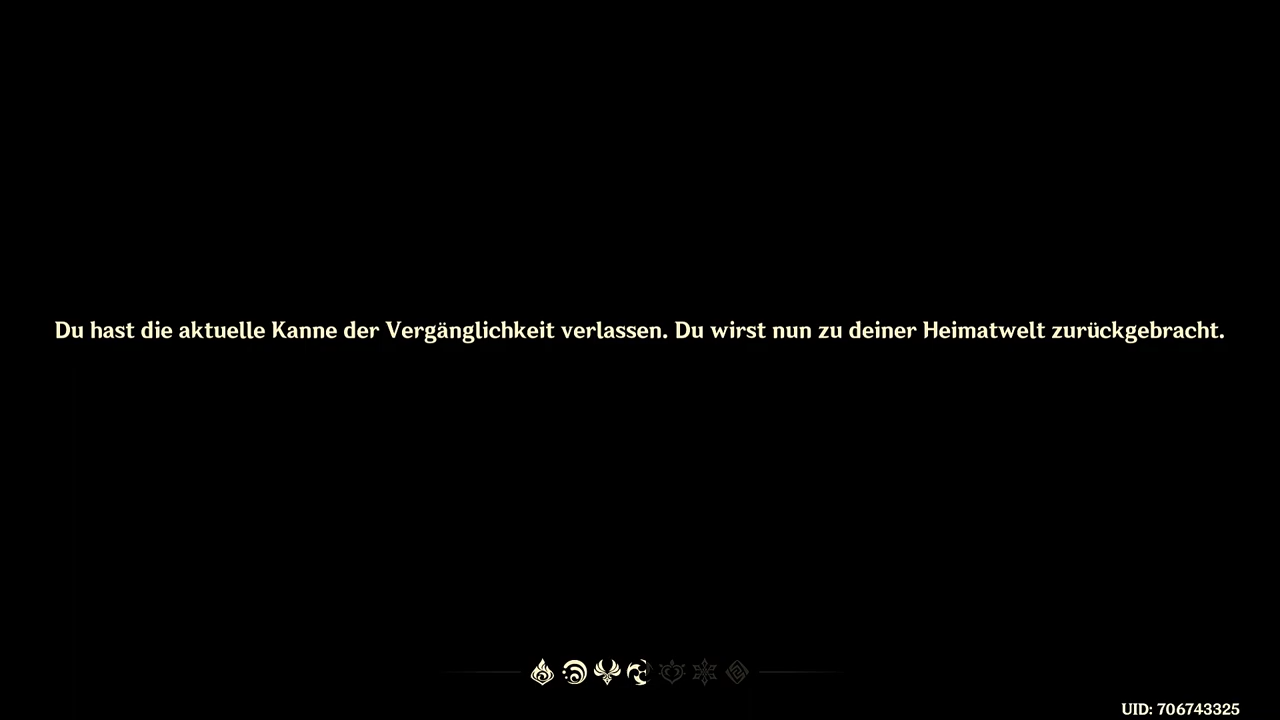 Du hast die aktuelle Kanne der Vergänglichkeit verlassen. Du wirst nun zu deiner Heimatwelt zurückgebracht.
UID: 706743325